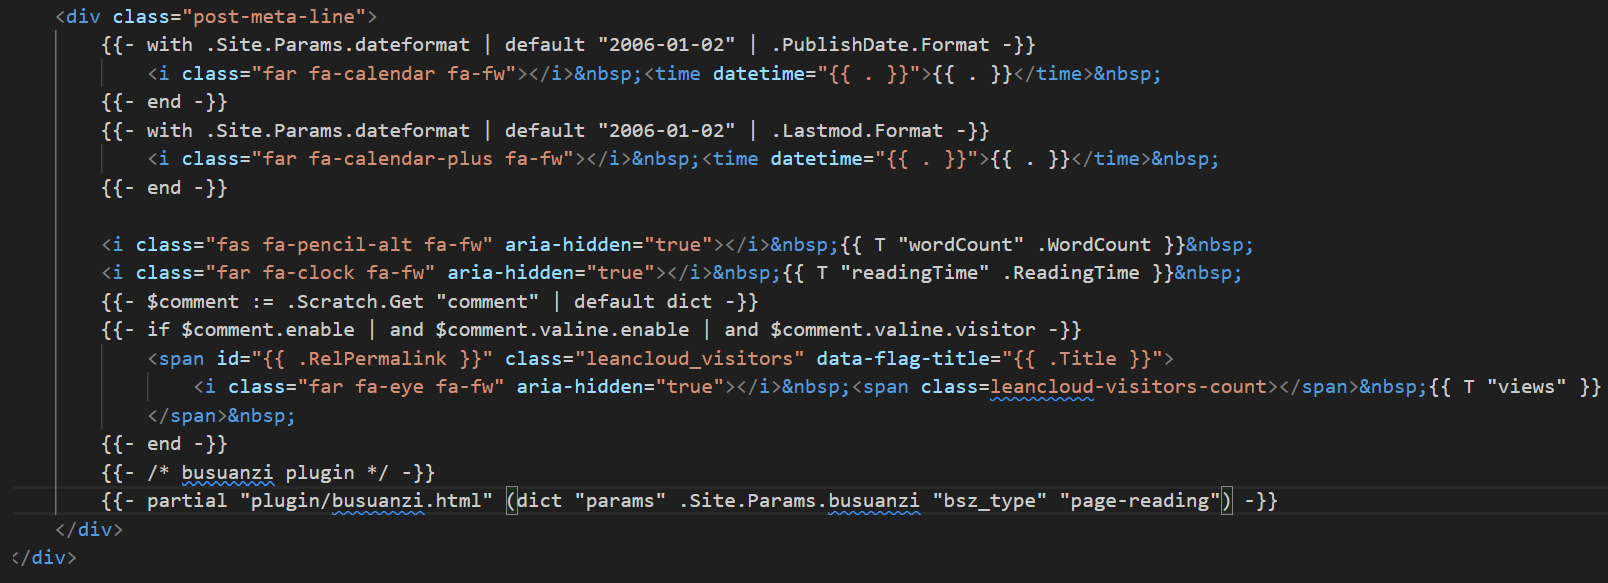 <div class="post-meta-line">
{{- with .Site.Params.dateformat | default "2006-01-02" | .PublishDate.Format -}}
<i class="far fa-calendar fa-fw"></i>&nbsp;<time datetime="{{ . }}">{{ . }}</time>&nbsp;
{{- end -}}
{{- with .Site.Params.dateformat | default "2006-01-02" | .Lastmod.Format -}}
<i class="far fa-calendar-plus fa-fw"></i>&nbsp;<time datetime="{{ . }}">{{ . }}</time>&nbsp;
{{- end -}}
<i class="fas fa-pencil-alt fa-fw" aria-hidden="true"></i>&nbsp;{{ T "wordCount" .WordCount }}&nbsp;
<i class="far fa-clock fa-fw" aria-hidden="true"></i>&nbsp;{{ T "readingTime" .ReadingTime }}&nbsp;
{{- $comment := .Scratch.Get "comment" | default dict -}}
{{- if $comment.enable | and $comment.valine.enable | and $comment.valine.visitor -}}
<span id="{{ .RelPermalink }}" class="leancloud_visitors" data-flag-title="{{ .Title }}">
<i class="far fa-eye fa-fw" aria-hidden="true"></i>&nbsp;<span class=leancloud-visitors-count></span>&nbsp;{{ T "views" }}
</span>&nbsp;
{{- end -}}
{{- /* busuanzi plugin */ -}}
{{- partial "plugin/busuanzi.html" (dict "params" .Site.Params.busuanzi "bsz_type" "page-reading") -}}
</div>
</div>